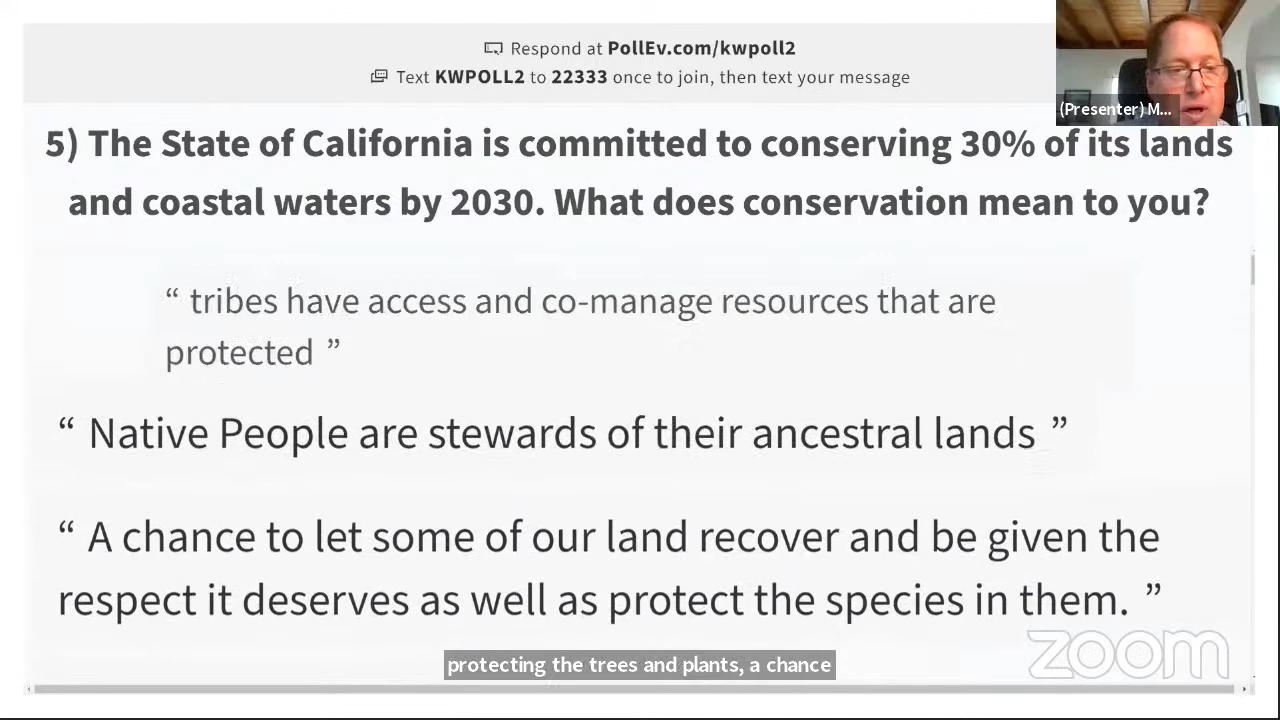 Respond at PollEv.com/kwpoll2
Text KWPOLL2 to 22333 once to join, then text your message
(Presenter) M...
5) The State of California is committed to conserving 30% of its lands
and coastal waters by 2030. What does conservation mean to you?
“ tribes have access and co-manage resources that are
protected ”
“ Native People are stewards of their ancestral lands ”
“ A chance to let some of our land recover and be given the
respect it deserves as well as protect the species in them. ”
zoom
protecting the trees and plants, a chance